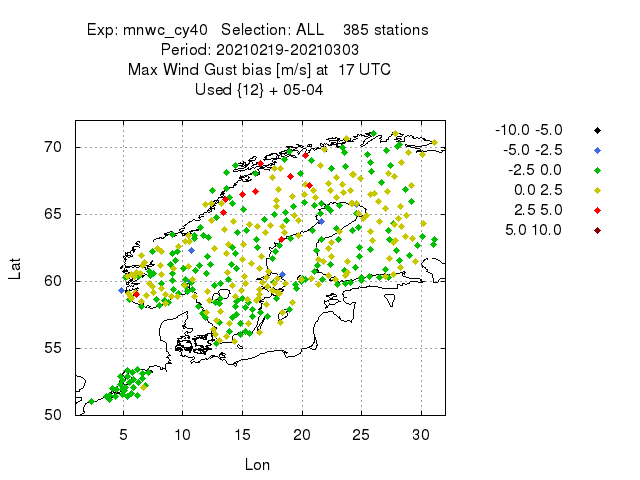 Exp: mnwc_cy40 Selection: ALL 385 stations
Period: 20210219-20210303
Max Wind Gust bias [m/s] at 17 UTC
Used {12} + 05-04
-10.0 -5.0
-5.0 -2.5
-2.5 0.0
0.0 2.5
2.5 5.0
5.0 10.0
70
65
60
55
50
Lat
5 10 15 20 25 30
Lon